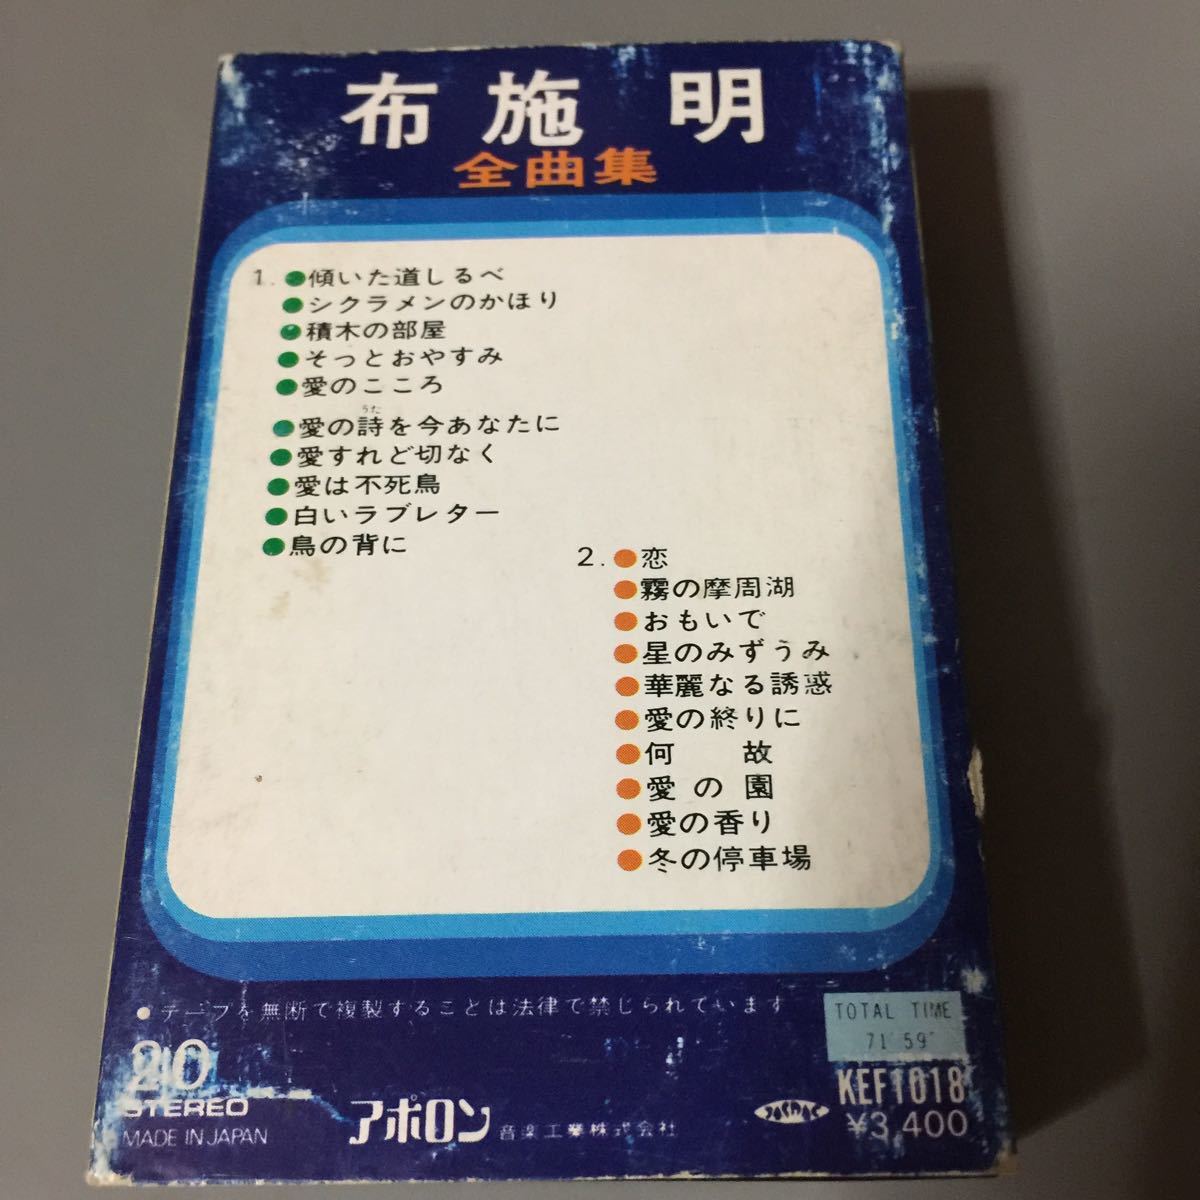 布施 明
全曲集
1. ●傾いた道しるべ
●シクラメンのかほり
●積木の部屋
●そっとおやすみ
●愛のこころ
うた
●愛の詩を今あなたに
●愛すれど切なく
●愛は不死鳥
●白いラブレター
●鳥の背に
2. ●恋
●霧の摩周湖
●おもいで
●星のみずうみ
●華麗なる誘惑
●愛の終りに
●何 故
●愛の園
●愛の香り
●冬の停車場
●テープを無断で複製することは法律で禁じられています
TOTAL TIME
71′59″
20
STEREO
MADE IN JAPAN
アポロン 音楽工業株式会社
JASRAC
KEF1018
¥3,400